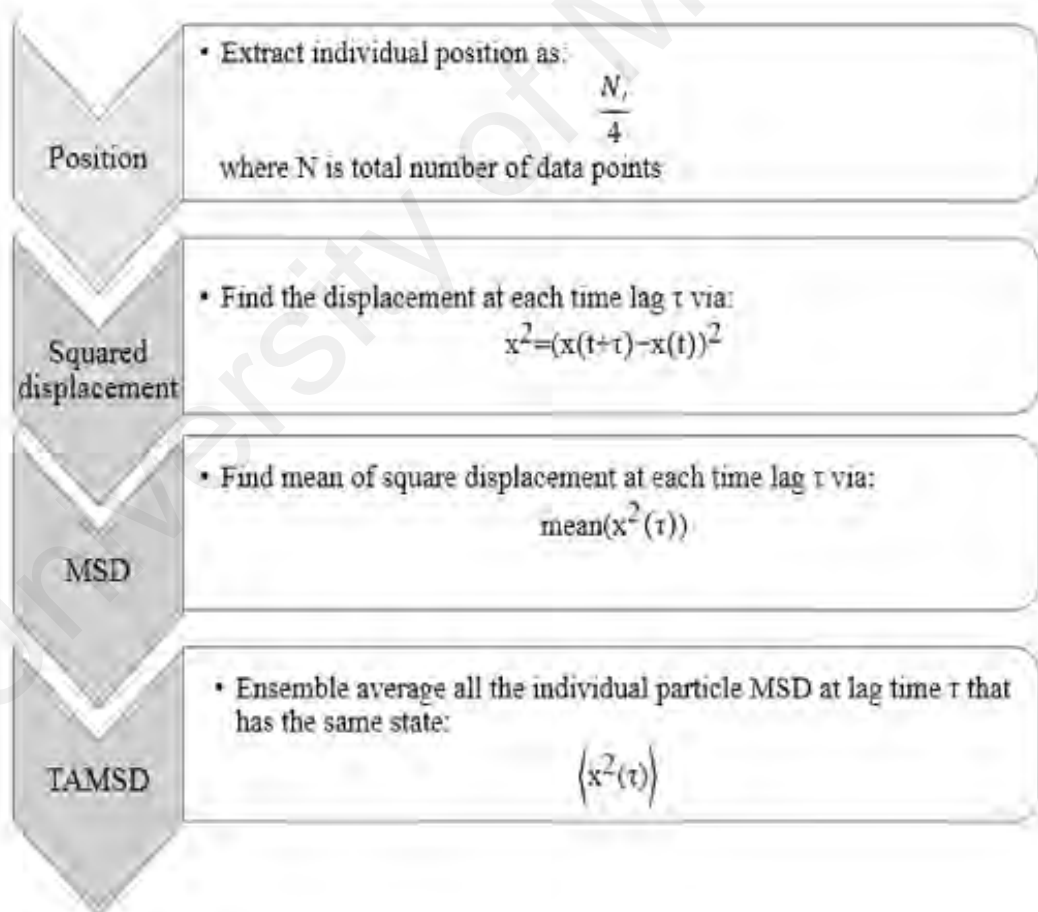 Position
• Extract individual position as:
N,
4
where N is total number of data points
Squared
displacement
• Find the displacement at each time lag τ via:
x²=(x(t+τ)−x(t))²
MSD
• Find mean of square displacement at each time lag τ via:
mean(x²(τ))
TAMSD
• Ensemble average all the individual particle MSD at lag time τ that
has the same state:
⟨x²(τ)⟩
University of M